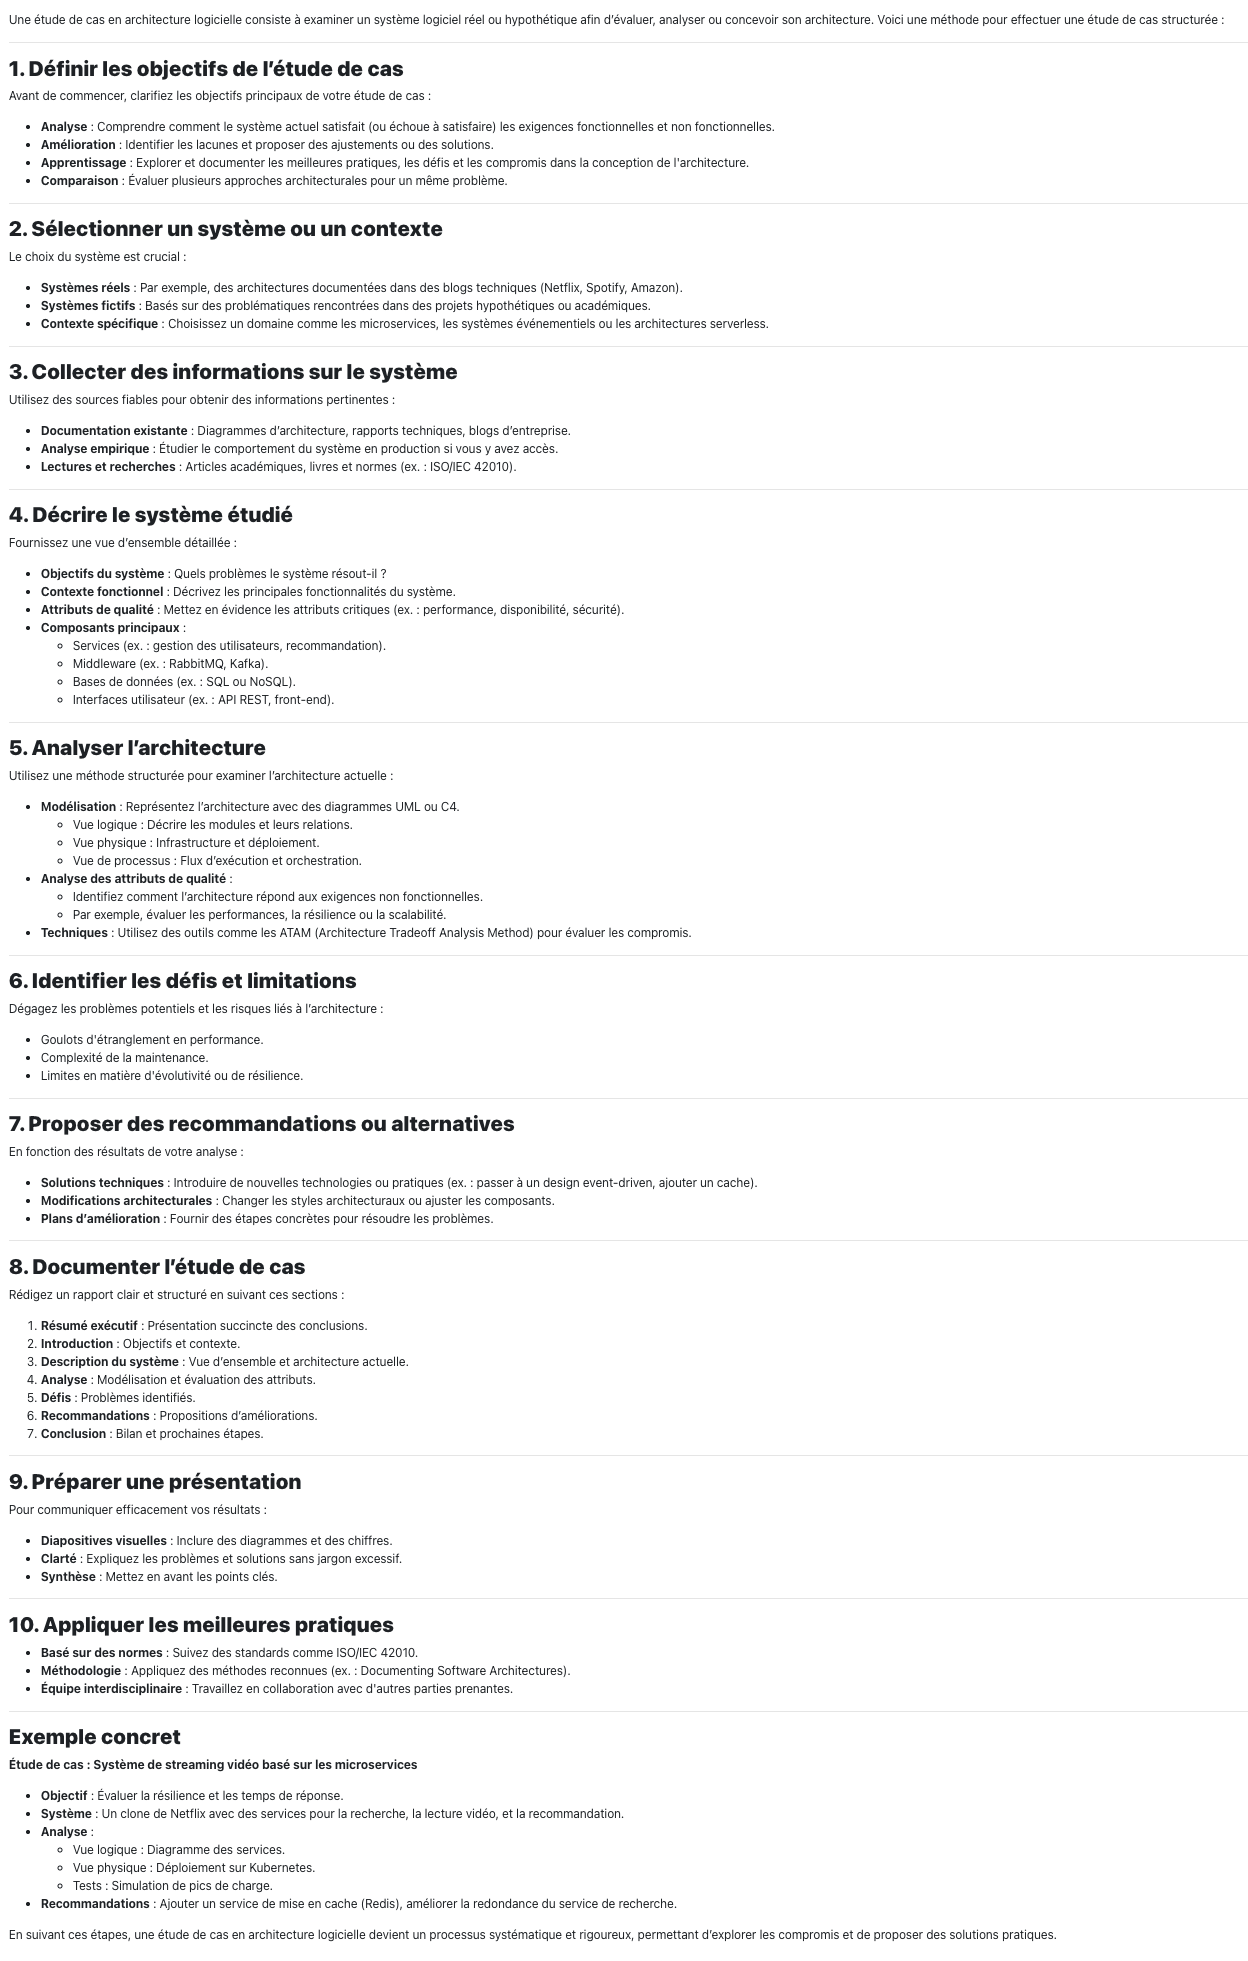 Une étude de cas en architecture logicielle consiste à examiner un système logiciel réel ou hypothétique afin d’évaluer, analyser ou concevoir son architecture. Voici une méthode pour effectuer une étude de cas structurée :
1. Définir les objectifs de l’étude de cas
Avant de commencer, clarifiez les objectifs principaux de votre étude de cas :
• Analyse : Comprendre comment le système actuel satisfait (ou échoue à satisfaire) les exigences fonctionnelles et non fonctionnelles.
• Amélioration : Identifier les lacunes et proposer des ajustements ou des solutions.
• Apprentissage : Explorer et documenter les meilleures pratiques, les défis et les compromis dans la conception de l'architecture.
• Comparaison : Évaluer plusieurs approches architecturales pour un même problème.
2. Sélectionner un système ou un contexte
Le choix du système est crucial :
• Systèmes réels : Par exemple, des architectures documentées dans des blogs techniques (Netflix, Spotify, Amazon).
• Systèmes fictifs : Basés sur des problématiques rencontrées dans des projets hypothétiques ou académiques.
• Contexte spécifique : Choisissez un domaine comme les microservices, les systèmes événementiels ou les architectures serverless.
3. Collecter des informations sur le système
Utilisez des sources fiables pour obtenir des informations pertinentes :
• Documentation existante : Diagrammes d’architecture, rapports techniques, blogs d’entreprise.
• Analyse empirique : Étudier le comportement du système en production si vous y avez accès.
• Lectures et recherches : Articles académiques, livres et normes (ex. : ISO/IEC 42010).
4. Décrire le système étudié
Fournissez une vue d’ensemble détaillée :
• Objectifs du système : Quels problèmes le système résout-il ?
• Contexte fonctionnel : Décrivez les principales fonctionnalités du système.
• Attributs de qualité : Mettez en évidence les attributs critiques (ex. : performance, disponibilité, sécurité).
• Composants principaux :
◦ Services (ex. : gestion des utilisateurs, recommandation).
◦ Middleware (ex. : RabbitMQ, Kafka).
◦ Bases de données (ex. : SQL ou NoSQL).
◦ Interfaces utilisateur (ex. : API REST, front-end).
5. Analyser l’architecture
Utilisez une méthode structurée pour examiner l’architecture actuelle :
• Modélisation : Représentez l’architecture avec des diagrammes UML ou C4.
◦ Vue logique : Décrire les modules et leurs relations.
◦ Vue physique : Infrastructure et déploiement.
◦ Vue de processus : Flux d’exécution et orchestration.
• Analyse des attributs de qualité :
◦ Identifiez comment l’architecture répond aux exigences non fonctionnelles.
◦ Par exemple, évaluer les performances, la résilience ou la scalabilité.
• Techniques : Utilisez des outils comme les ATAM (Architecture Tradeoff Analysis Method) pour évaluer les compromis.
6. Identifier les défis et limitations
Dégagez les problèmes potentiels et les risques liés à l’architecture :
• Goulots d'étranglement en performance.
• Complexité de la maintenance.
• Limites en matière d'évolutivité ou de résilience.
7. Proposer des recommandations ou alternatives
En fonction des résultats de votre analyse :
• Solutions techniques : Introduire de nouvelles technologies ou pratiques (ex. : passer à un design event-driven, ajouter un cache).
• Modifications architecturales : Changer les styles architecturaux ou ajuster les composants.
• Plans d’amélioration : Fournir des étapes concrètes pour résoudre les problèmes.
8. Documenter l’étude de cas
Rédigez un rapport clair et structuré en suivant ces sections :
1. Résumé exécutif : Présentation succincte des conclusions.
2. Introduction : Objectifs et contexte.
3. Description du système : Vue d’ensemble et architecture actuelle.
4. Analyse : Modélisation et évaluation des attributs.
5. Défis : Problèmes identifiés.
6. Recommandations : Propositions d’améliorations.
7. Conclusion : Bilan et prochaines étapes.
9. Préparer une présentation
Pour communiquer efficacement vos résultats :
• Diapositives visuelles : Inclure des diagrammes et des chiffres.
• Clarté : Expliquez les problèmes et solutions sans jargon excessif.
• Synthèse : Mettez en avant les points clés.
10. Appliquer les meilleures pratiques
• Basé sur des normes : Suivez des standards comme ISO/IEC 42010.
• Méthodologie : Appliquez des méthodes reconnues (ex. : Documenting Software Architectures).
• Équipe interdisciplinaire : Travaillez en collaboration avec d'autres parties prenantes.
Exemple concret
Étude de cas : Système de streaming vidéo basé sur les microservices
• Objectif : Évaluer la résilience et les temps de réponse.
• Système : Un clone de Netflix avec des services pour la recherche, la lecture vidéo, et la recommandation.
• Analyse :
◦ Vue logique : Diagramme des services.
◦ Vue physique : Déploiement sur Kubernetes.
◦ Tests : Simulation de pics de charge.
• Recommandations : Ajouter un service de mise en cache (Redis), améliorer la redondance du service de recherche.
En suivant ces étapes, une étude de cas en architecture logicielle devient un processus systématique et rigoureux, permettant d’explorer les compromis et de proposer des solutions pratiques.